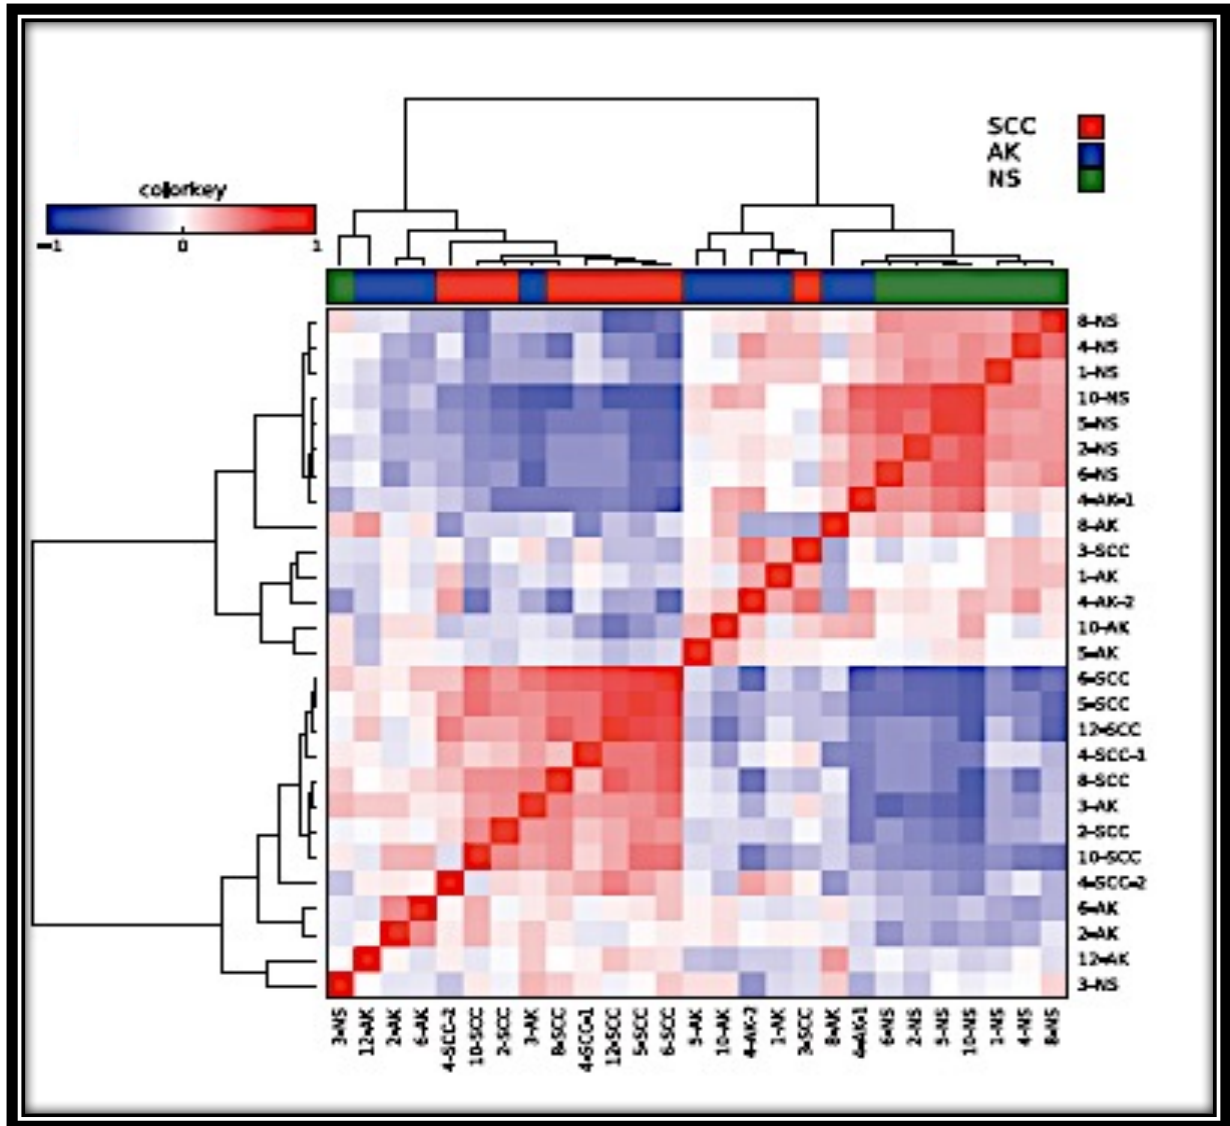 SCC
AK
NS
colorkey
-1 0 1
8-NS
4-NS
1-NS
10-NS
5-NS
2-NS
6-NS
4-AK-1
8-AK
3-SCC
1-AK
4-AK-2
10-AK
5-AK
6-SCC
5-SCC
12-SCC
4-SCC-1
8-SCC
3-AK
2-SCC
10-SCC
4-SCC-2
6-AK
2-AK
12-AK
3-NS
3-NS
12-AK
2-AK
6-AK
4-SCC-2
10-SCC
2-SCC
3-AK
8-SCC
4-SCC-1
12-SCC
5-SCC
6-SCC
5-AK
10-AK
4-AK-2
1-AK
3-SCC
8-AK
4-AK-1
6-NS
2-NS
5-NS
10-NS
1-NS
4-NS
8-NS